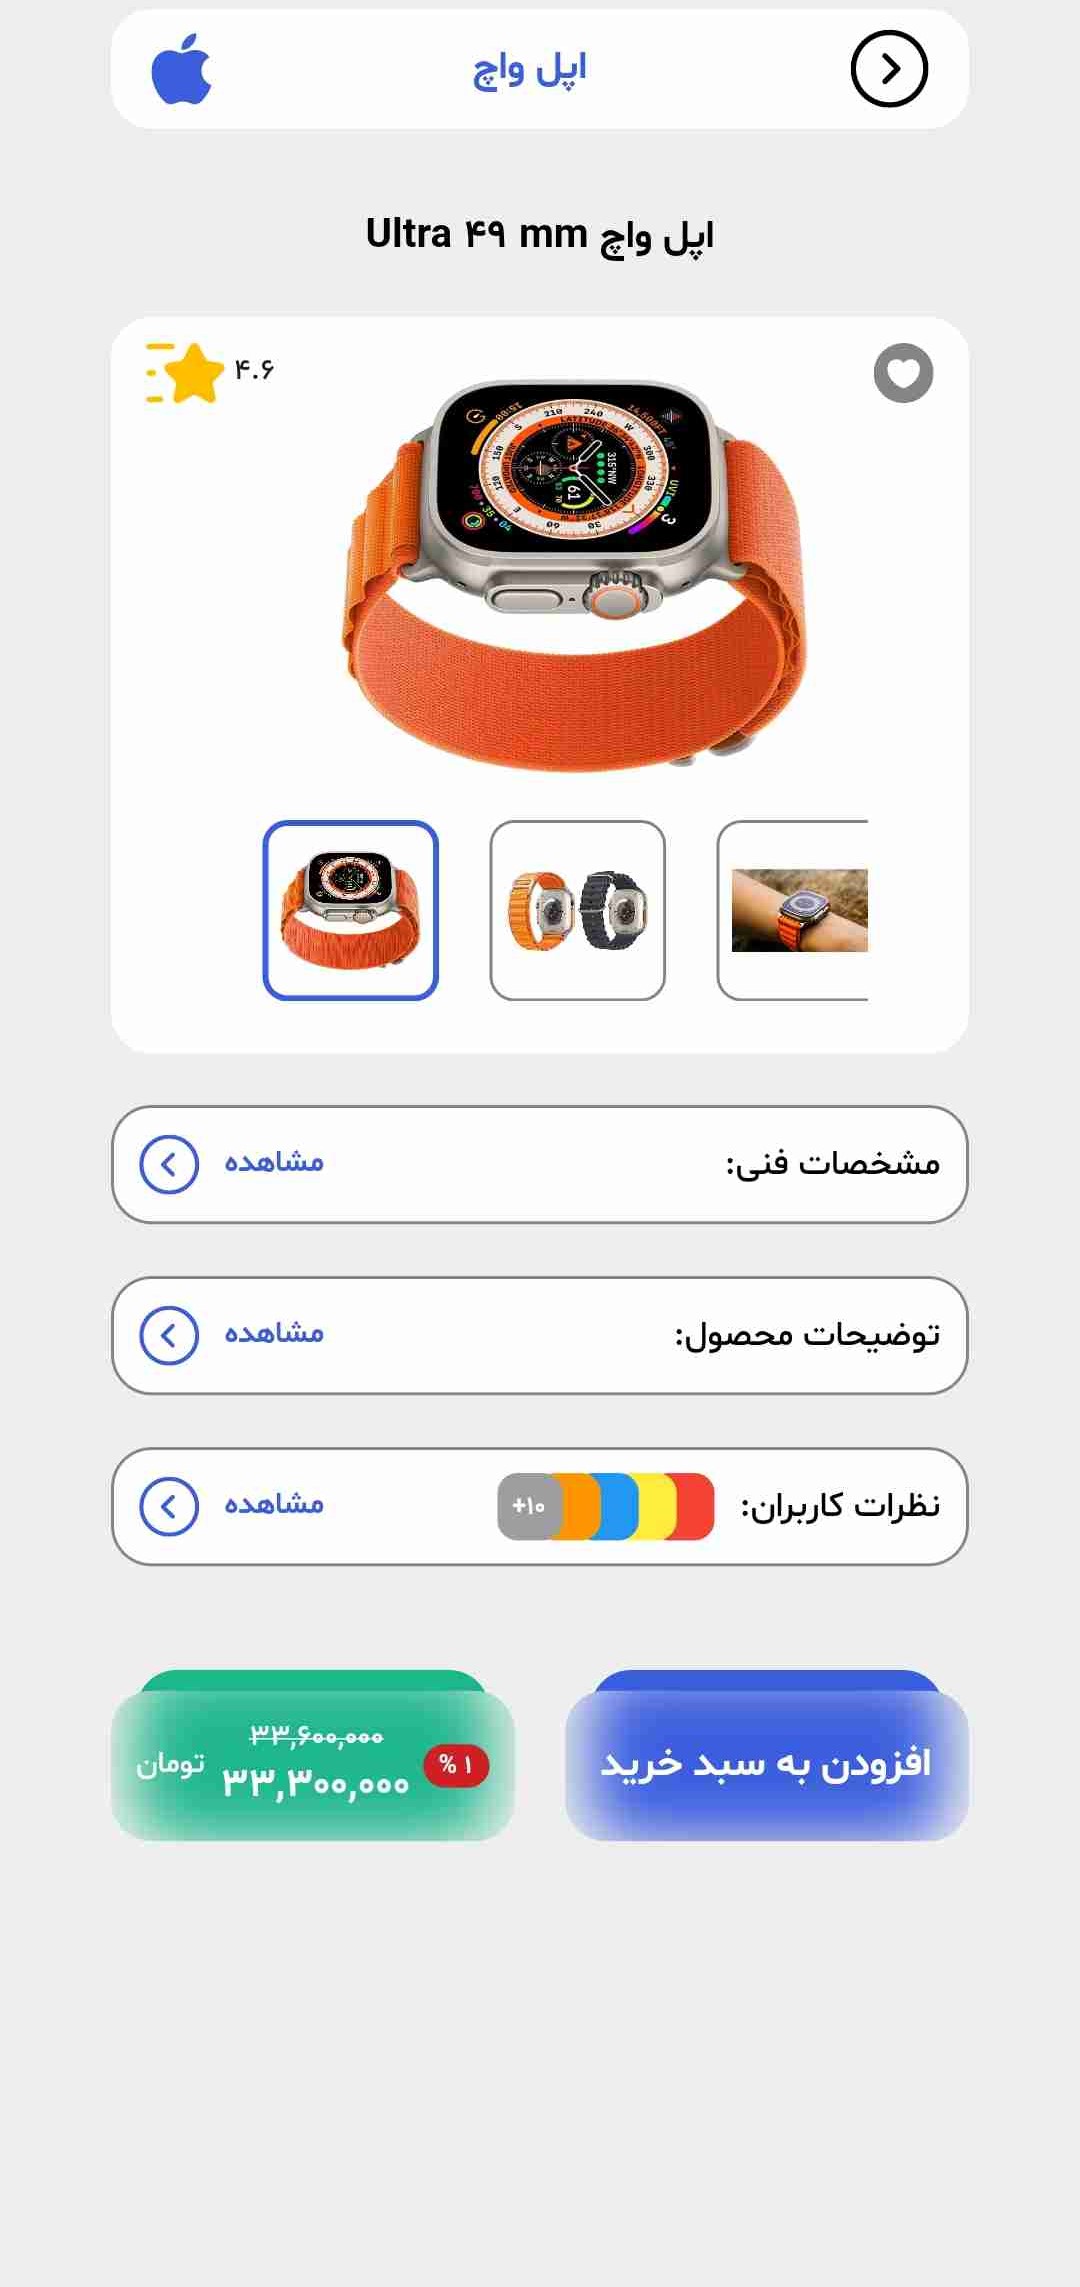 اپل واچ
اپل واچ Ultra ۴۹ mm
۴.۶
مشخصات فنی:
مشاهده
توضیحات محصول:
مشاهده
نظرات کاربران:
+۱۰
مشاهده
افزودن به سبد خرید
% ۱
۳۳,۶۰۰,۰۰۰
۳۳,۳۰۰,۰۰۰
تومان